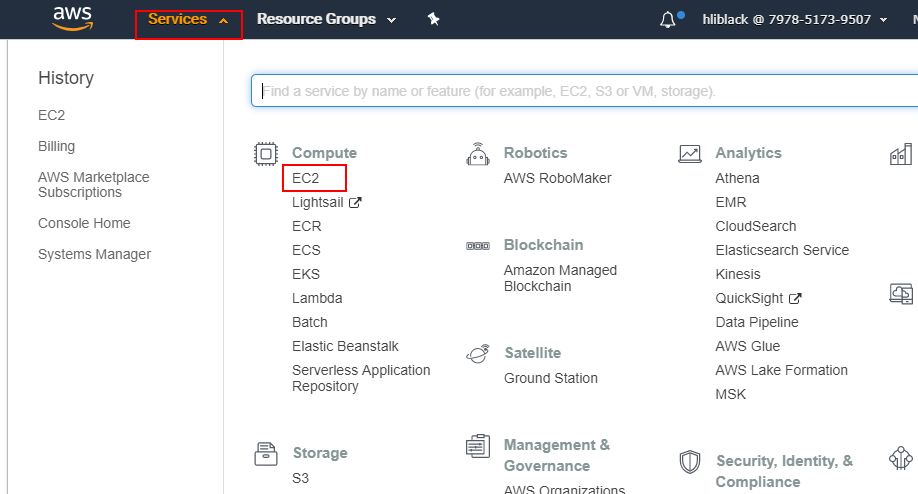 aws
Services
Resource Groups
hliblack @ 7978-5173-9507
History
EC2
Billing
AWS Marketplace
Subscriptions
Console Home
Systems Manager
Find a service by name or feature (for example, EC2, S3 or VM, storage).
Compute
EC2
Lightsail
ECR
ECS
EKS
Lambda
Batch
Elastic Beanstalk
Serverless Application
Repository
Storage
S3
Robotics
AWS RoboMaker
Blockchain
Amazon Managed
Blockchain
Satellite
Ground Station
Management &
Governance
AWS Organizations
Analytics
Athena
EMR
CloudSearch
Elasticsearch Service
Kinesis
QuickSight
Data Pipeline
AWS Glue
AWS Lake Formation
MSK
Security, Identity, &
Compliance